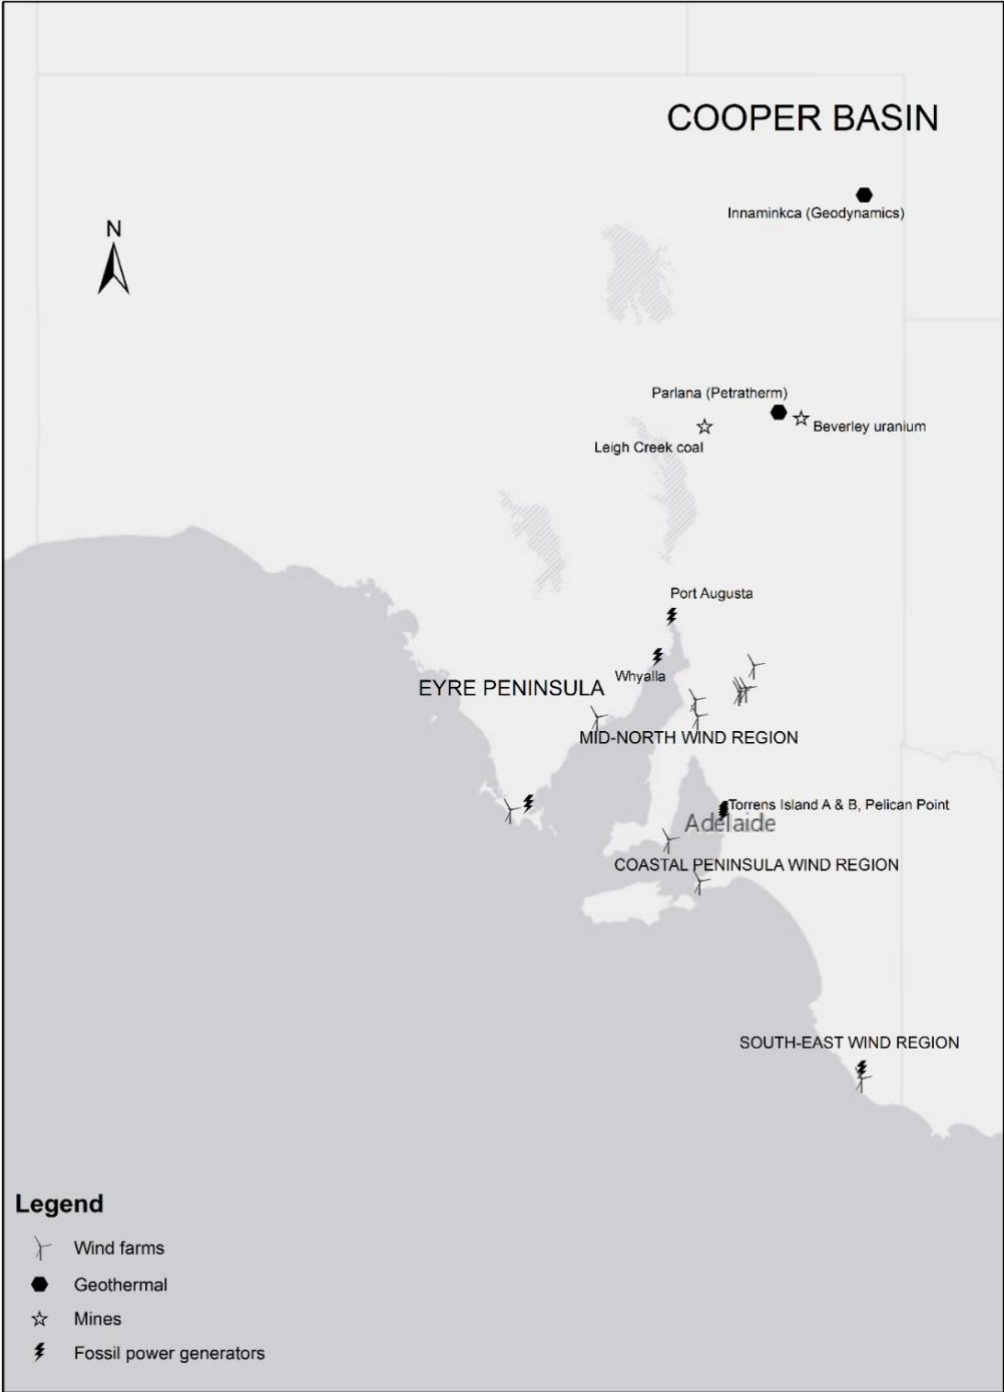 COOPER BASIN
Innaminkca (Geodynamics)
N
Parlana (Petratherm)
Beverley uranium
Leigh Creek coal
Port Augusta
Whyalla
EYRE PENINSULA
MID-NORTH WIND REGION
Torrens Island A & B, Pelican Point
Adelaide
COASTAL PENINSULA WIND REGION
SOUTH-EAST WIND REGION
Legend
Wind farms
Geothermal
Mines
Fossil power generators